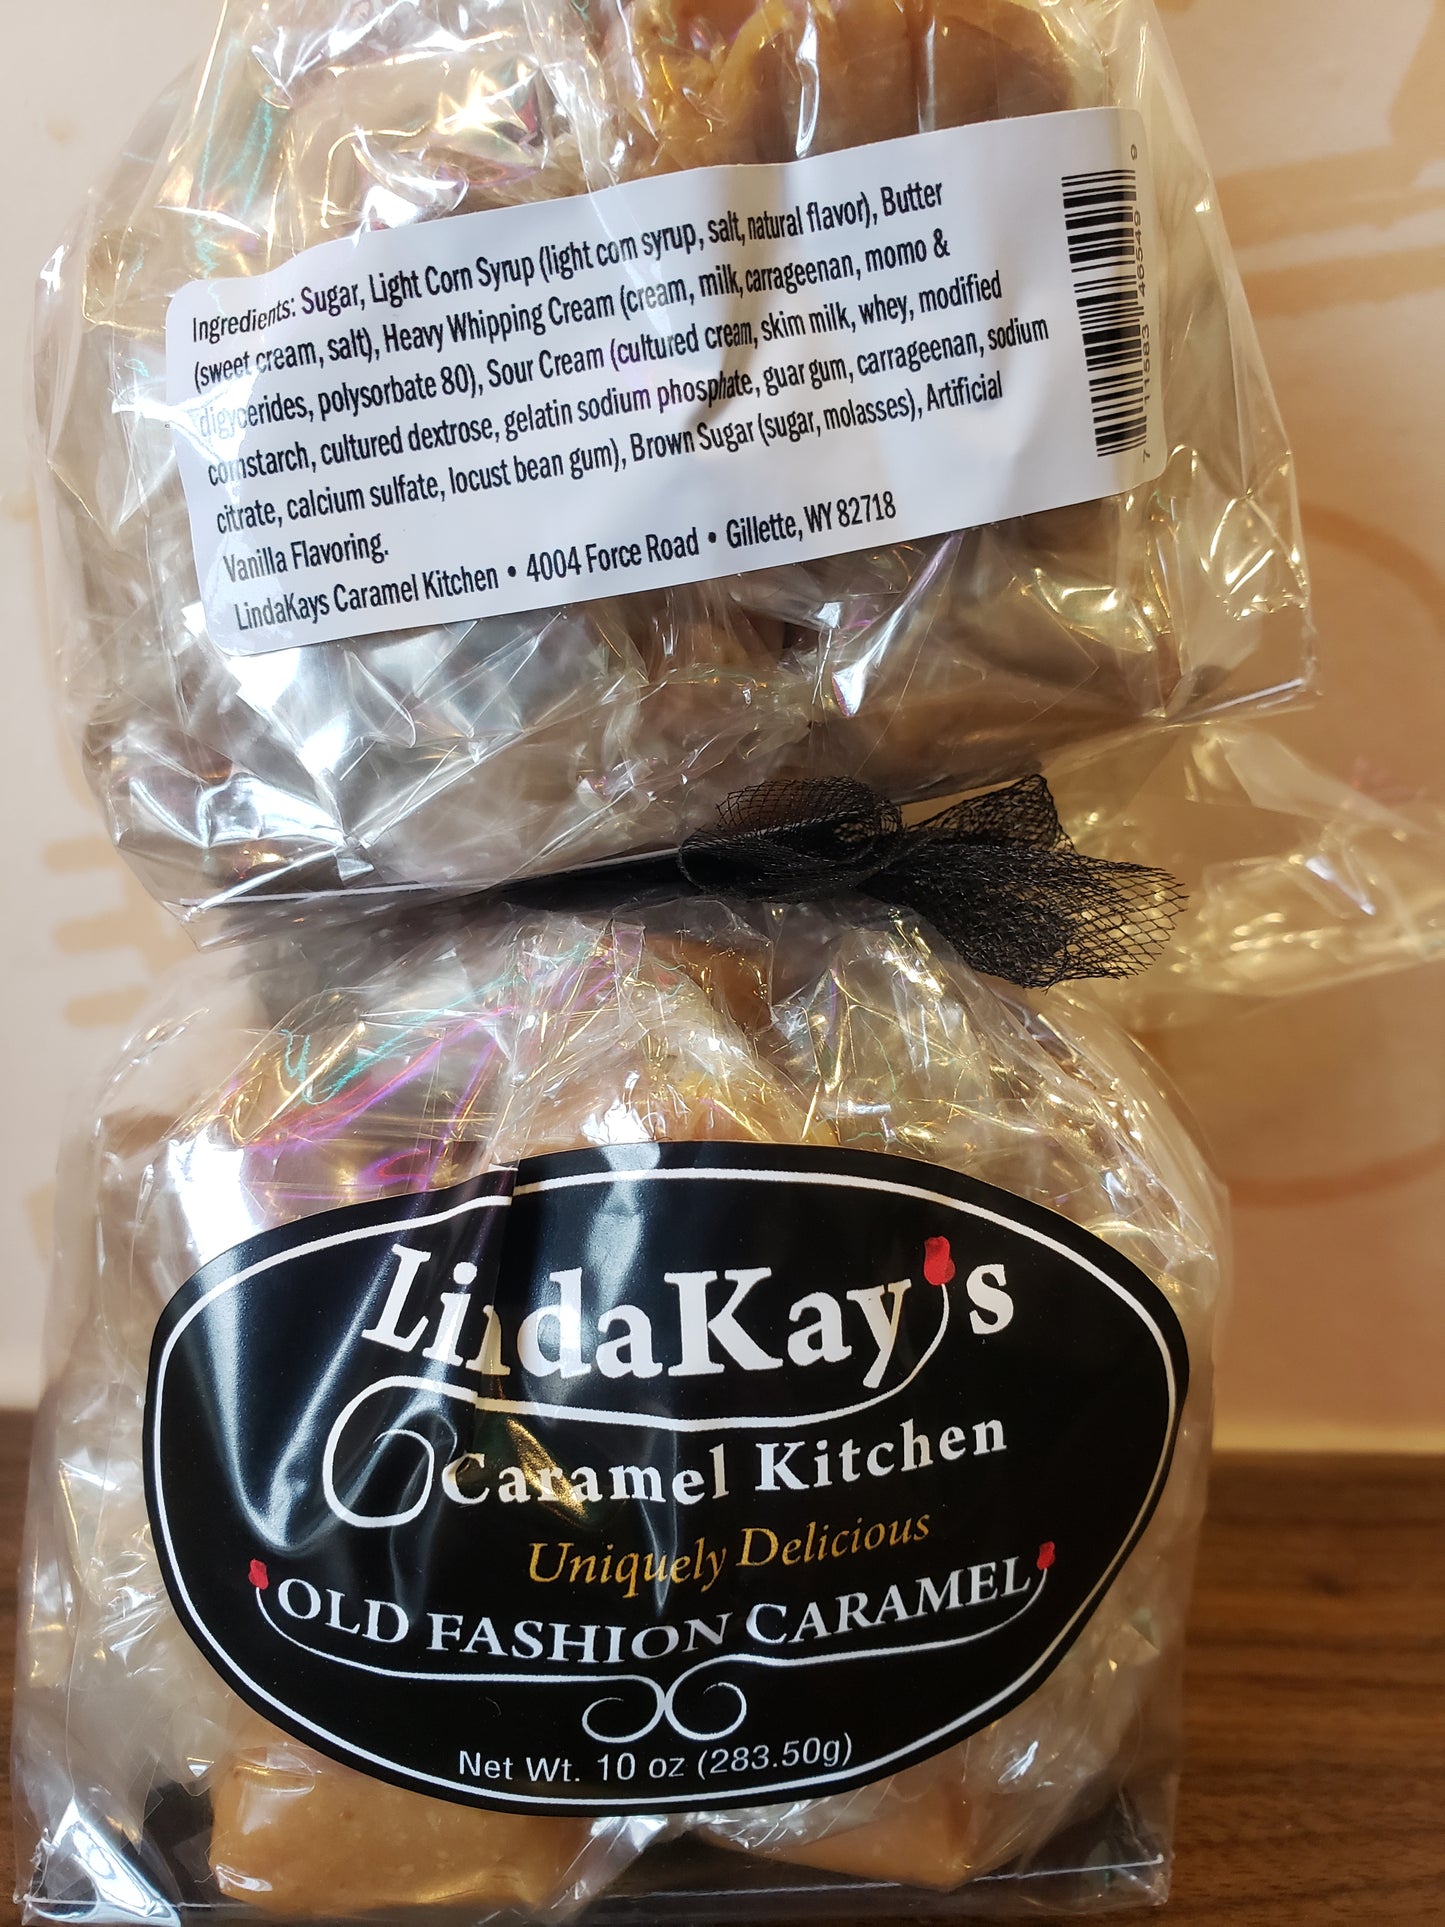 Ingredients: Sugar, Light Corn Syrup (light corn syrup, salt, natural flavor), Butter
(sweet cream, salt), Heavy Whipping Cream (cream, milk, carrageenan, momo &
digycerides, polysorbate 80), Sour Cream (cultured cream, skim milk, whey, modified
cornstarch, cultured dextrose, gelatin sodium phosphate, guar gum, carrageenan, sodium
citrate, calcium sulfate, locust bean gum), Brown Sugar (sugar, molasses), Artificial
Vanilla Flavoring.
LindaKays Caramel Kitchen • 4004 Force Road • Gillette, WY 82718
7 11583 46549 9
LindaKay's
Caramel Kitchen
Uniquely Delicious
OLD FASHION CARAMEL
Net Wt. 10 oz (283.50g)